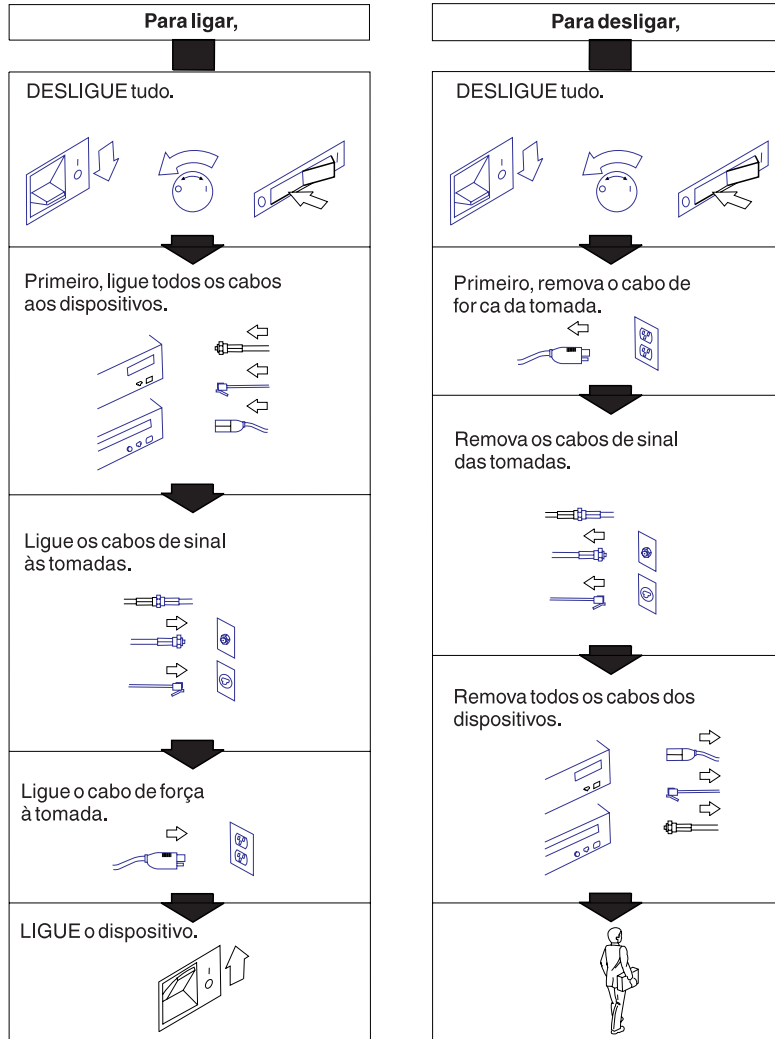 Para ligar,
DESLIGUE tudo.
Primeiro, ligue todos os cabos
aos dispositivos.
Ligue os cabos de sinal
às tomadas.
Ligue o cabo de força
à tomada.
LIGUE o dispositivo.
Para desligar,
DESLIGUE tudo.
Primeiro, remova o cabo de
for ca da tomada.
Remova os cabos de sinal
das tomadas.
Remova todos os cabos dos
dispositivos.